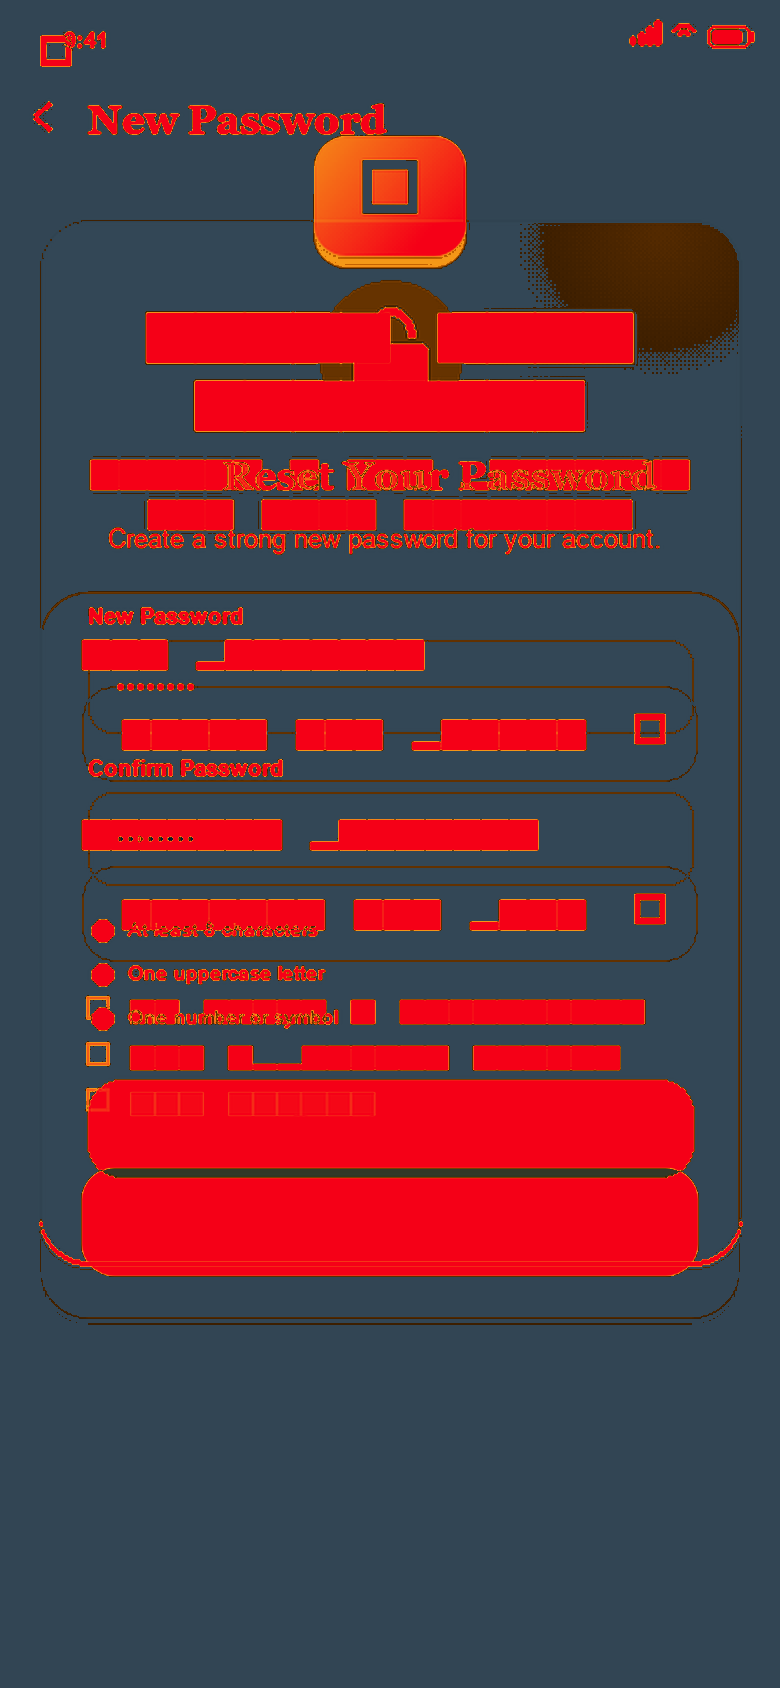 9:41
New Password
Reset Your Password
Create a strong new password for your account.
New Password
Confirm Password
At least 8 characters
One uppercase letter
One number or symbol